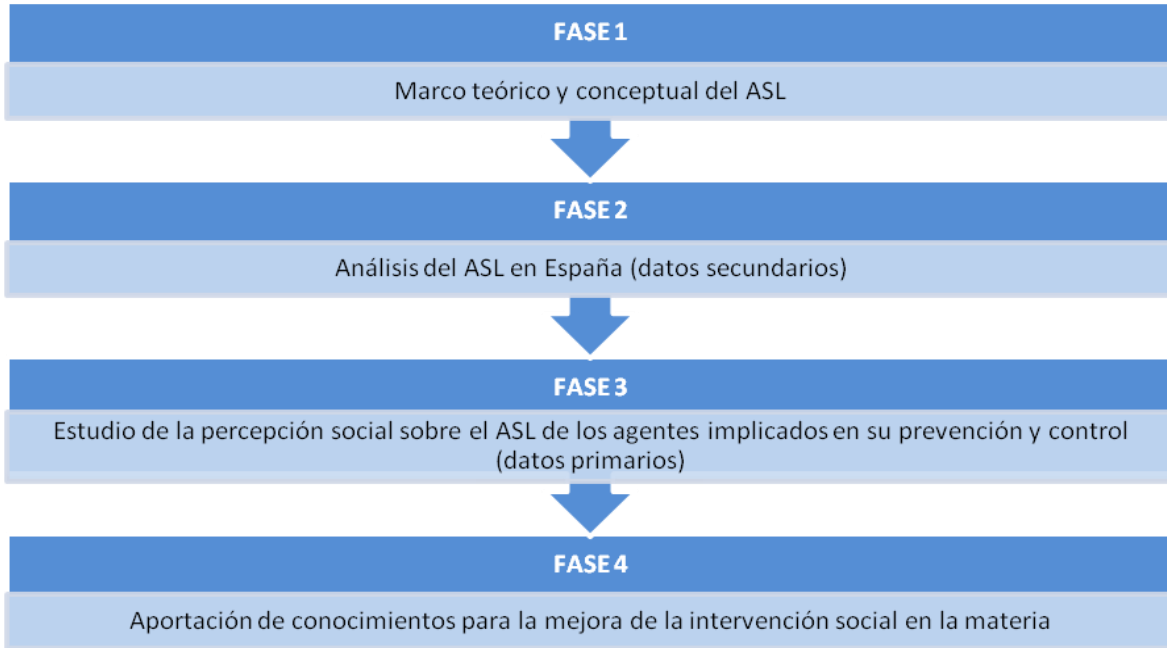 FASE 1
Marco teórico y conceptual del ASL
FASE 2
Análisis del ASL en España (datos secundarios)
FASE 3
Estudio de la percepción social sobre el ASL de los agentes implicados en su prevención y control
(datos primarios)
FASE 4
Aportación de conocimientos para la mejora de la intervención social en la materia